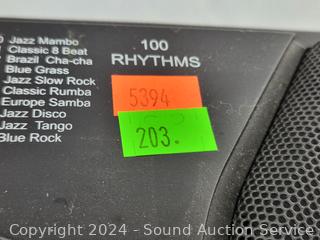 Jazz Mambo
Classic 8 Beat
Brazil Cha-cha
Blue Grass
Jazz Slow Rock
Classic Rumba
Europe Samba
Jazz Disco
Jazz Tango
Blue Rock
100
RHYTHMS
5394
203.
Copyright 2024 - Sound Auction Service